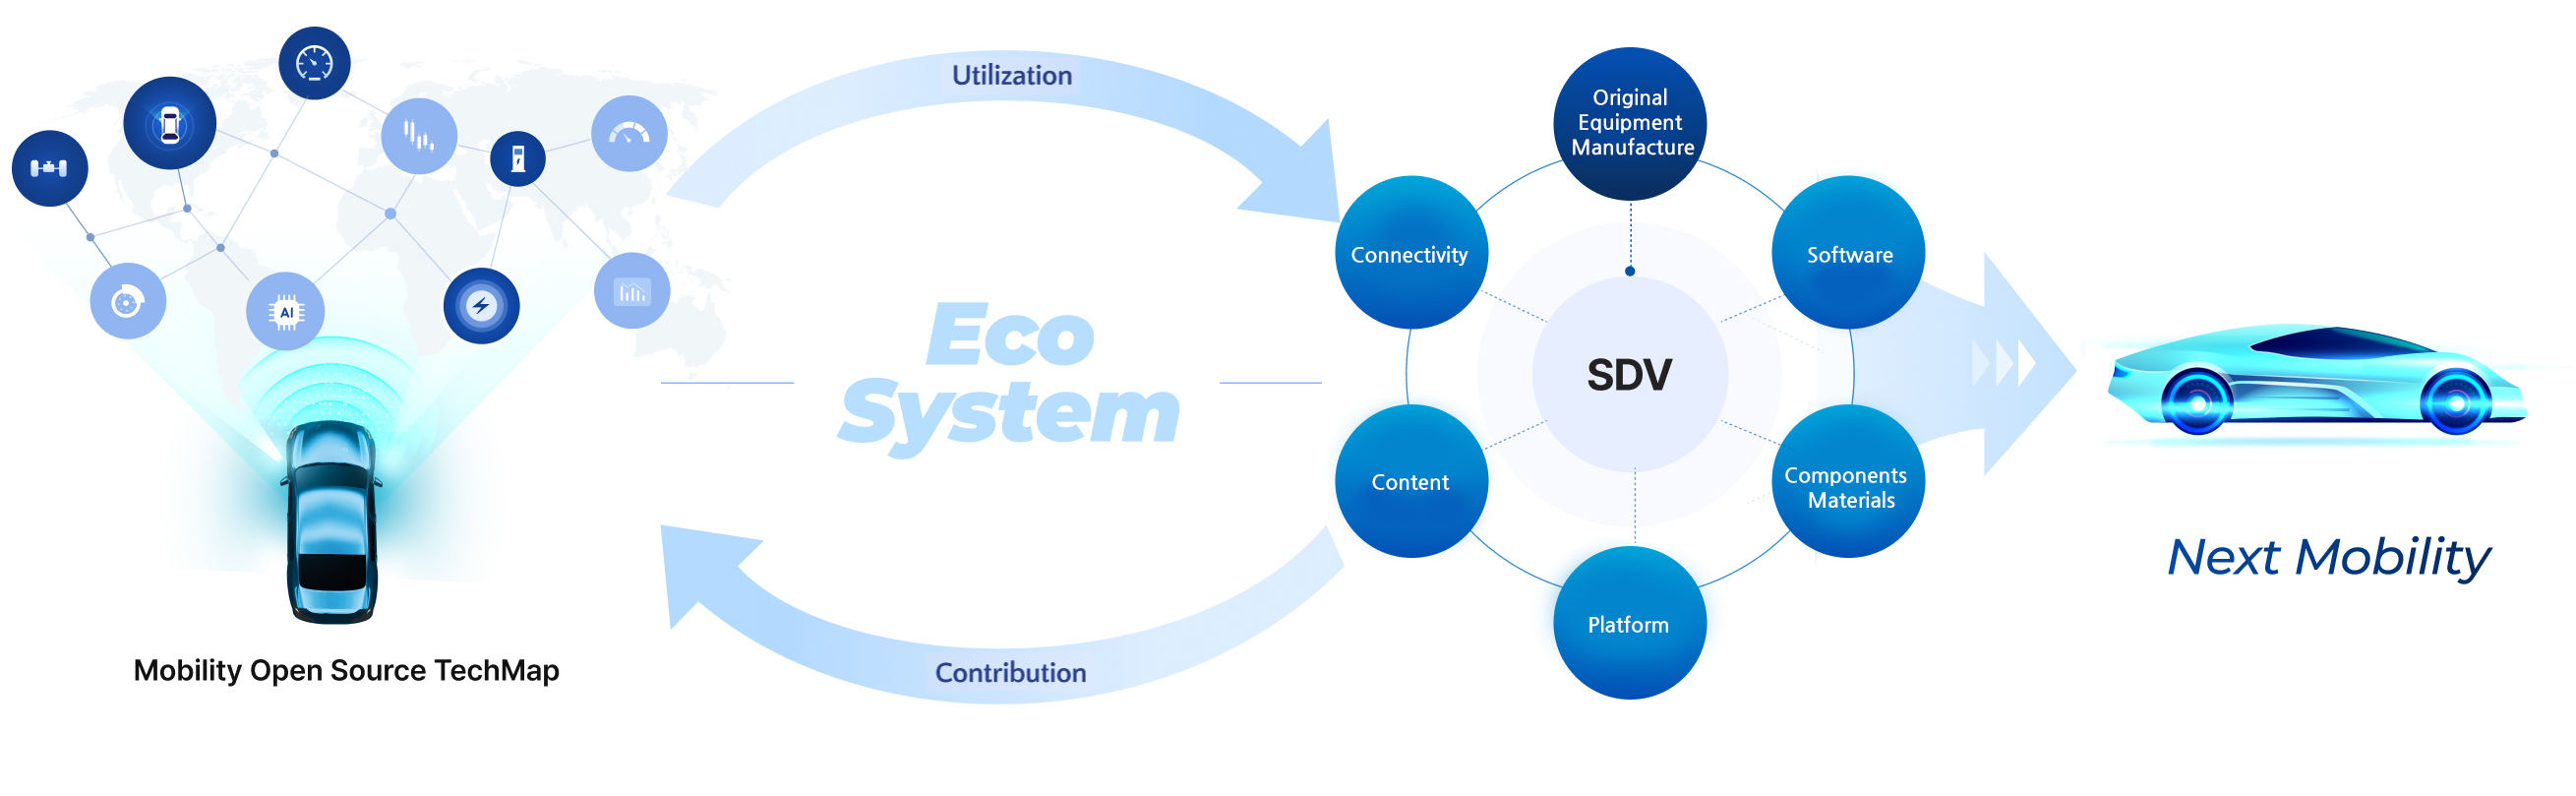 Utilization
Original
Equipment
Manufacture
Connectivity
Software
Eco
System
SDV
AI
Content
Components
Materials
Next Mobility
Platform
Mobility Open Source TechMap
Contribution